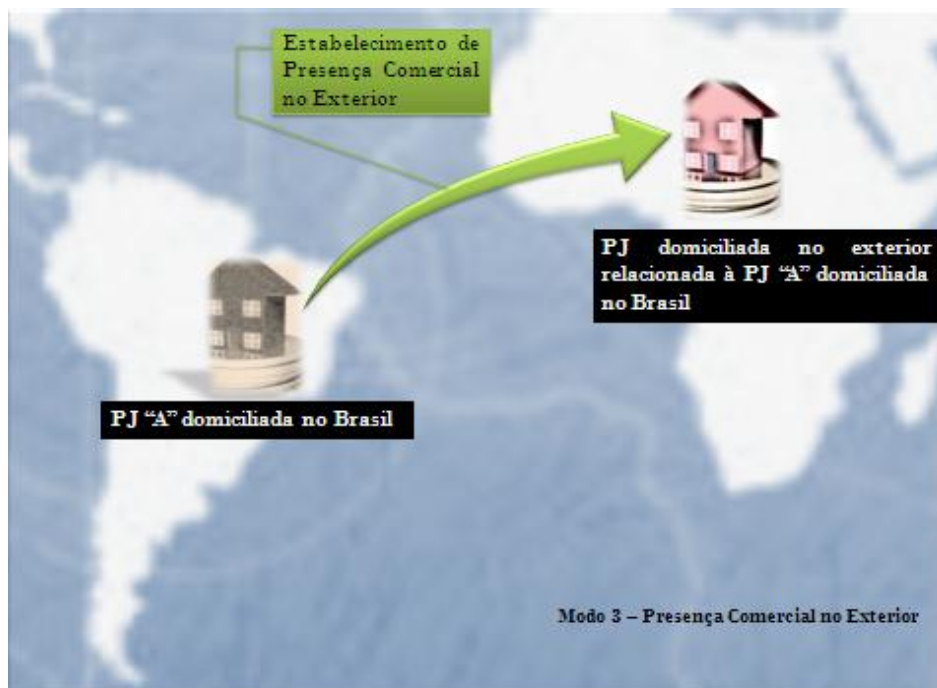 Estabelecimento de
Presença Comercial
no Exterior
PJ domiciliada no exterior
relacionada à PJ “A” domiciliada
no Brasil
PJ “A” domiciliada no Brasil
Modo 3 – Presença Comercial no Exterior